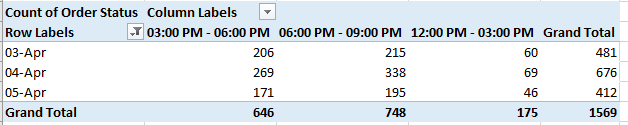 Count of Order Status Column Labels
Row Labels 03:00 PM - 06:00 PM 06:00 PM - 09:00 PM 12:00 PM - 03:00 PM Grand Total
03-Apr 206 215 60 481
04-Apr 269 338 69 676
05-Apr 171 195 46 412
Grand Total 646 748 175 1569